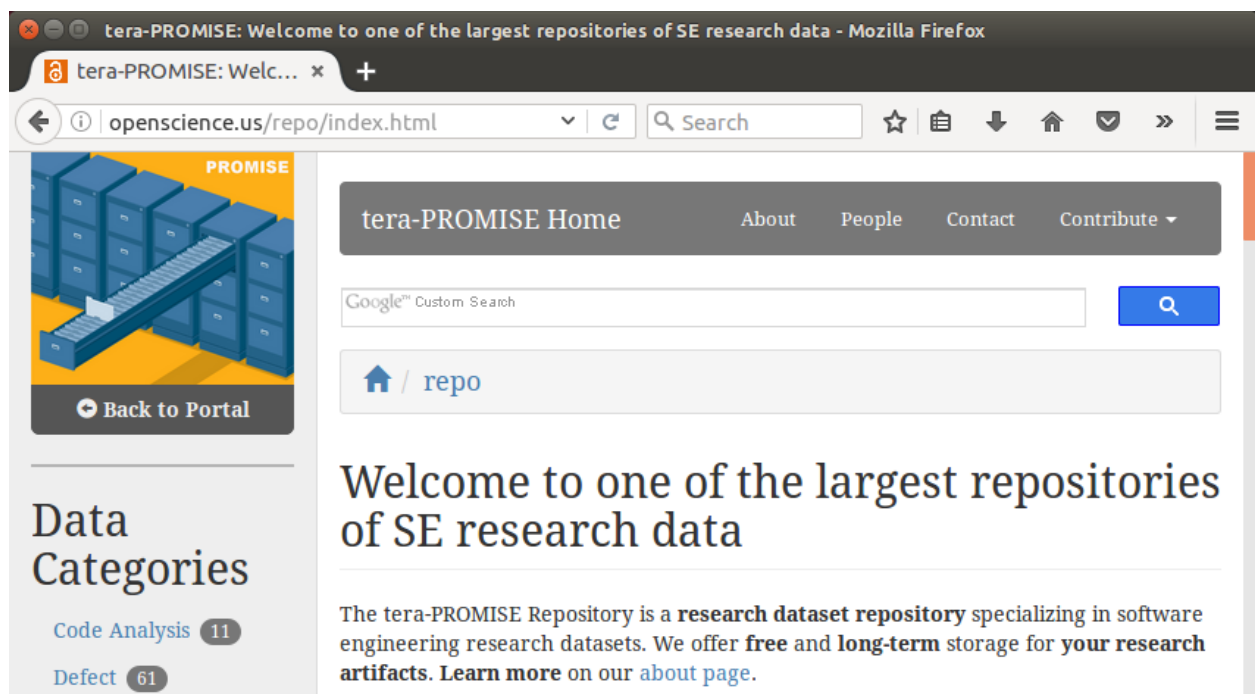 tera-PROMISE: Welcome to one of the largest repositories of SE research data - Mozilla Firefox
tera-PROMISE: Welc... ×
openscience.us/repo/index.html
Search
PROMISE
Back to Portal
Data
Categories
Code Analysis 11
Defect 61
tera-PROMISE Home About People Contact Contribute
Google™ Custom Search
/ repo
Welcome to one of the largest repositories
of SE research data
The tera-PROMISE Repository is a research dataset repository specializing in software
engineering research datasets. We offer free and long-term storage for your research
artifacts. Learn more on our about page.